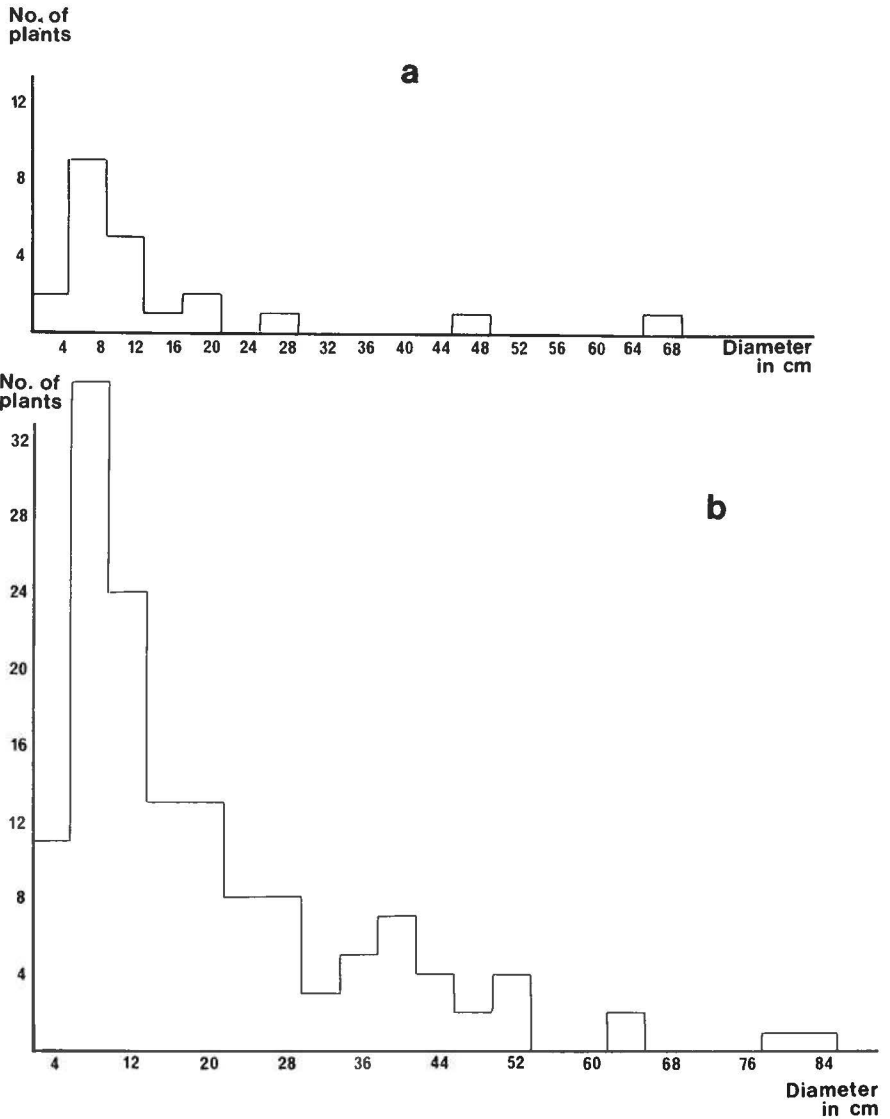 No. of
plants
a
12
8
4
4 8 12 16 20 24 28 32 36 40 44 48 52 56 60 64 68 Diameter
in cm
No. of
plants
32
28
b
24
20
16
12
8
4
4 12 20 28 36 44 52 60 68 76 84
Diameter
in cm